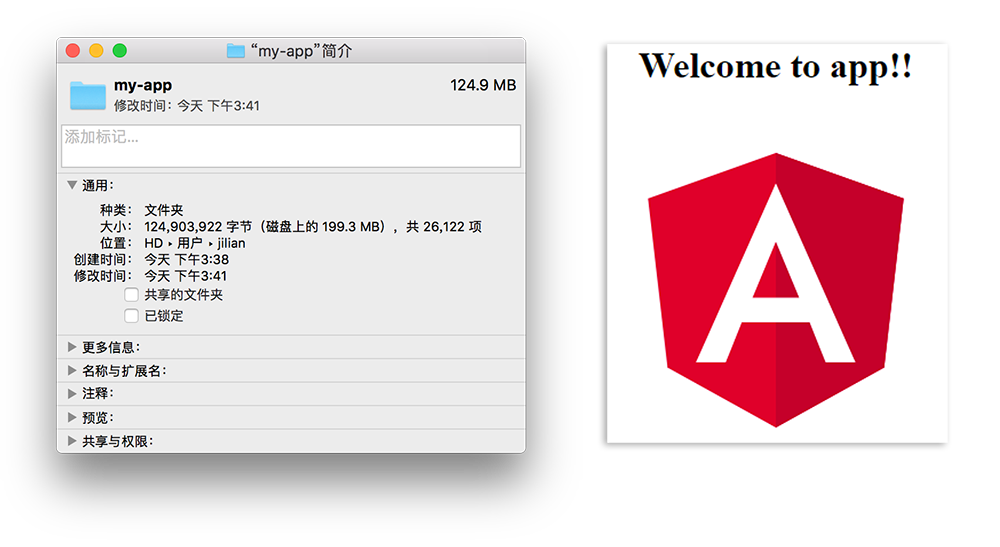 “my-app”简介
my-app
124.9 MB
修改时间：今天 下午3:41
添加标记...
通用：
种类： 文件夹
大小： 124,903,922 字节（磁盘上的 199.3 MB），共 26,122 项
位置： HD ▸ 用户 ▸ jilian
创建时间： 今天 下午3:38
修改时间： 今天 下午3:41
共享的文件夹
已锁定
更多信息：
名称与扩展名：
注释：
预览：
共享与权限：
Welcome to app!!
A